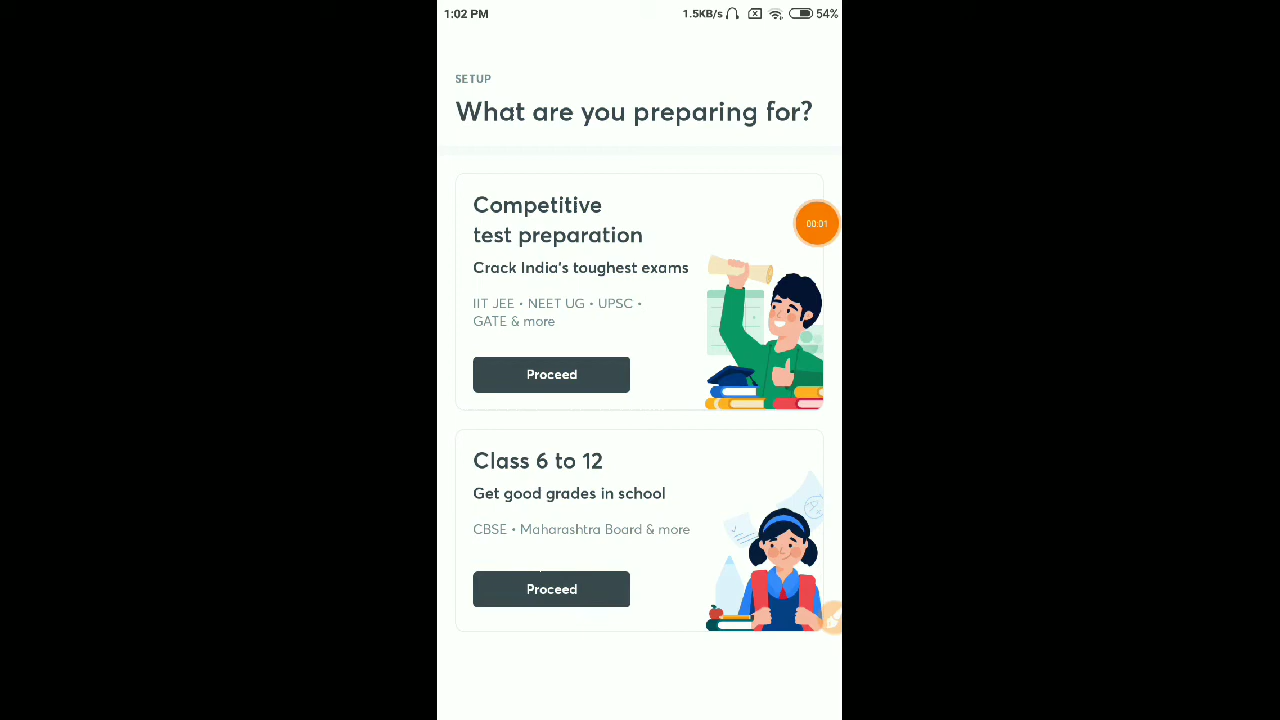 1:02 PM 1.5KB/s 54%
SETUP
What are you preparing for?
Competitive
test preparation
00:01
Crack India's toughest exams
IIT JEE • NEET UG • UPSC •
GATE & more
Proceed
Class 6 to 12
Get good grades in school
CBSE • Maharashtra Board & more
Proceed